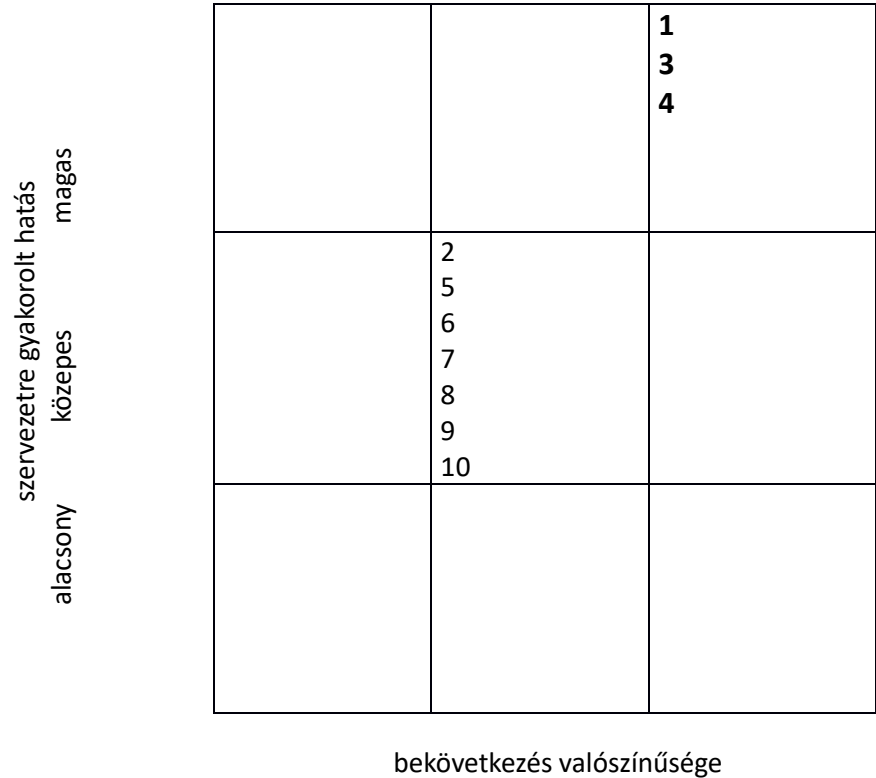 szervezetre gyakorolt hatás
magas
közepes
alacsony
1
3
4
2
5
6
7
8
9
10
bekövetkezés valószínűsége